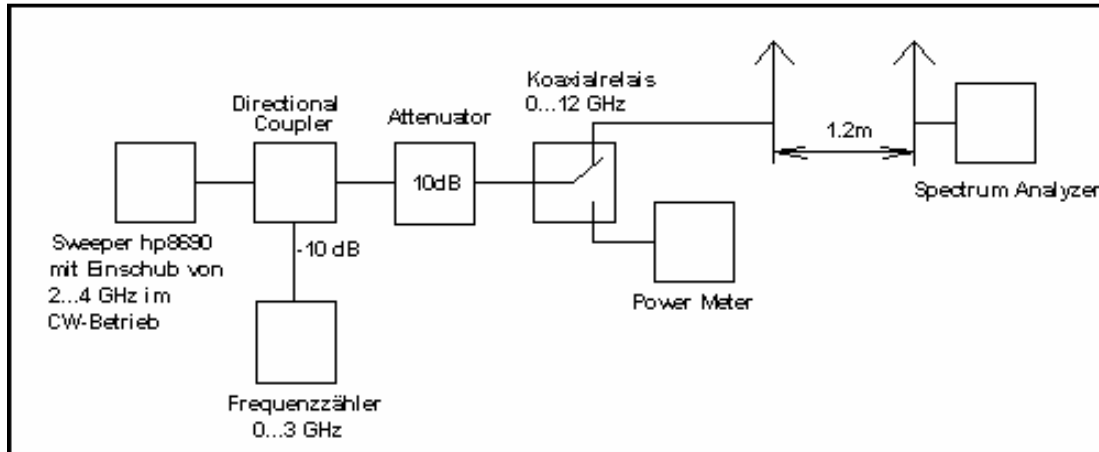 Koaxialrelais
0...12 GHz
Directional
Coupler
Attenuator
1.2m
10dB
Spectrum Analyzer
Sweeper hp8690
mit Einschub von
2...4 GHz im
CW-Betrieb
-10 dB
Power Meter
Frequenzzähler
0...3 GHz